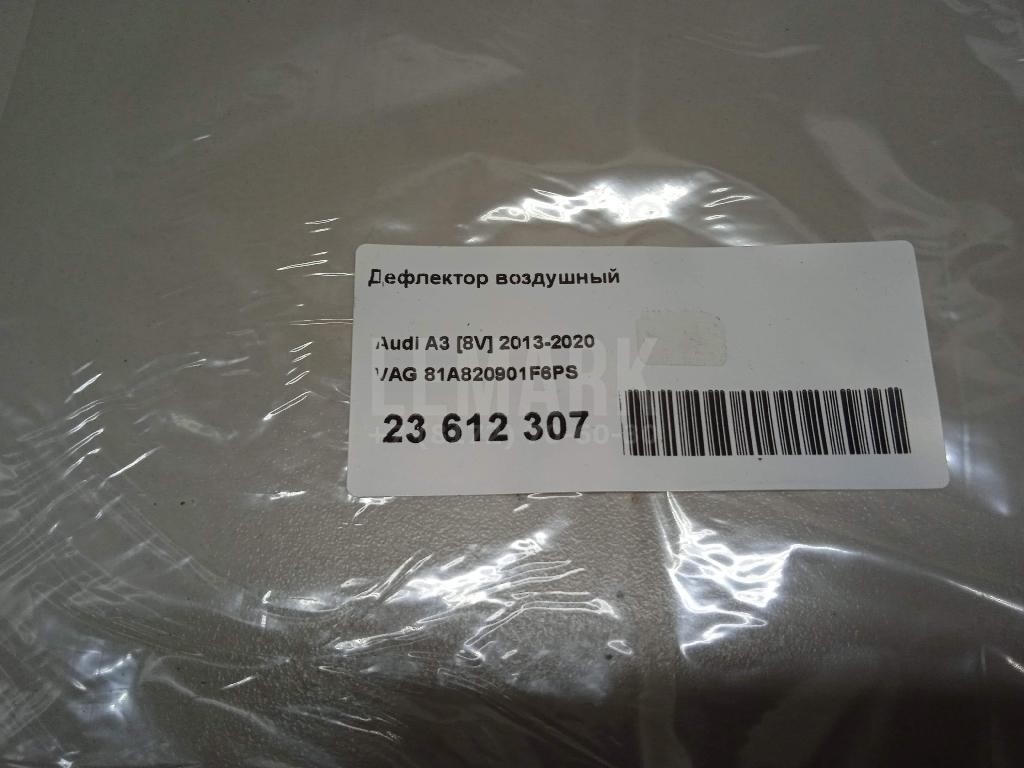 Дефлектор воздушный
Audi A3 [8V] 2013-2020
VAG 81A820901F6PS
23 612 307